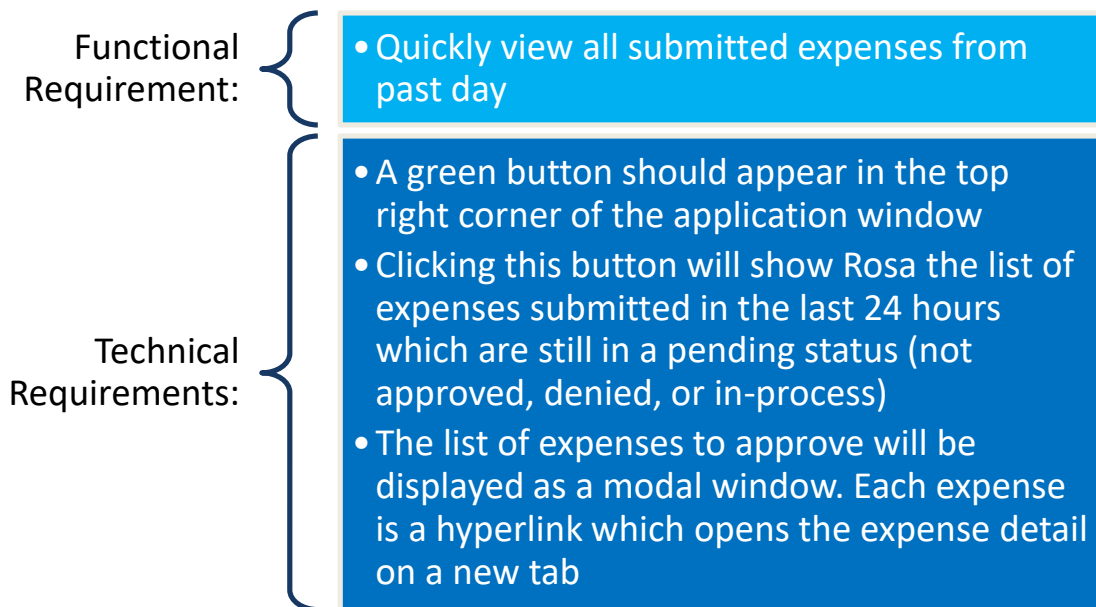 Functional
Requirement:
• Quickly view all submitted expenses from
past day
Technical
Requirements:
• A green button should appear in the top
right corner of the application window
• Clicking this button will show Rosa the list of
expenses submitted in the last 24 hours
which are still in a pending status (not
approved, denied, or in-process)
• The list of expenses to approve will be
displayed as a modal window. Each expense
is a hyperlink which opens the expense detail
on a new tab